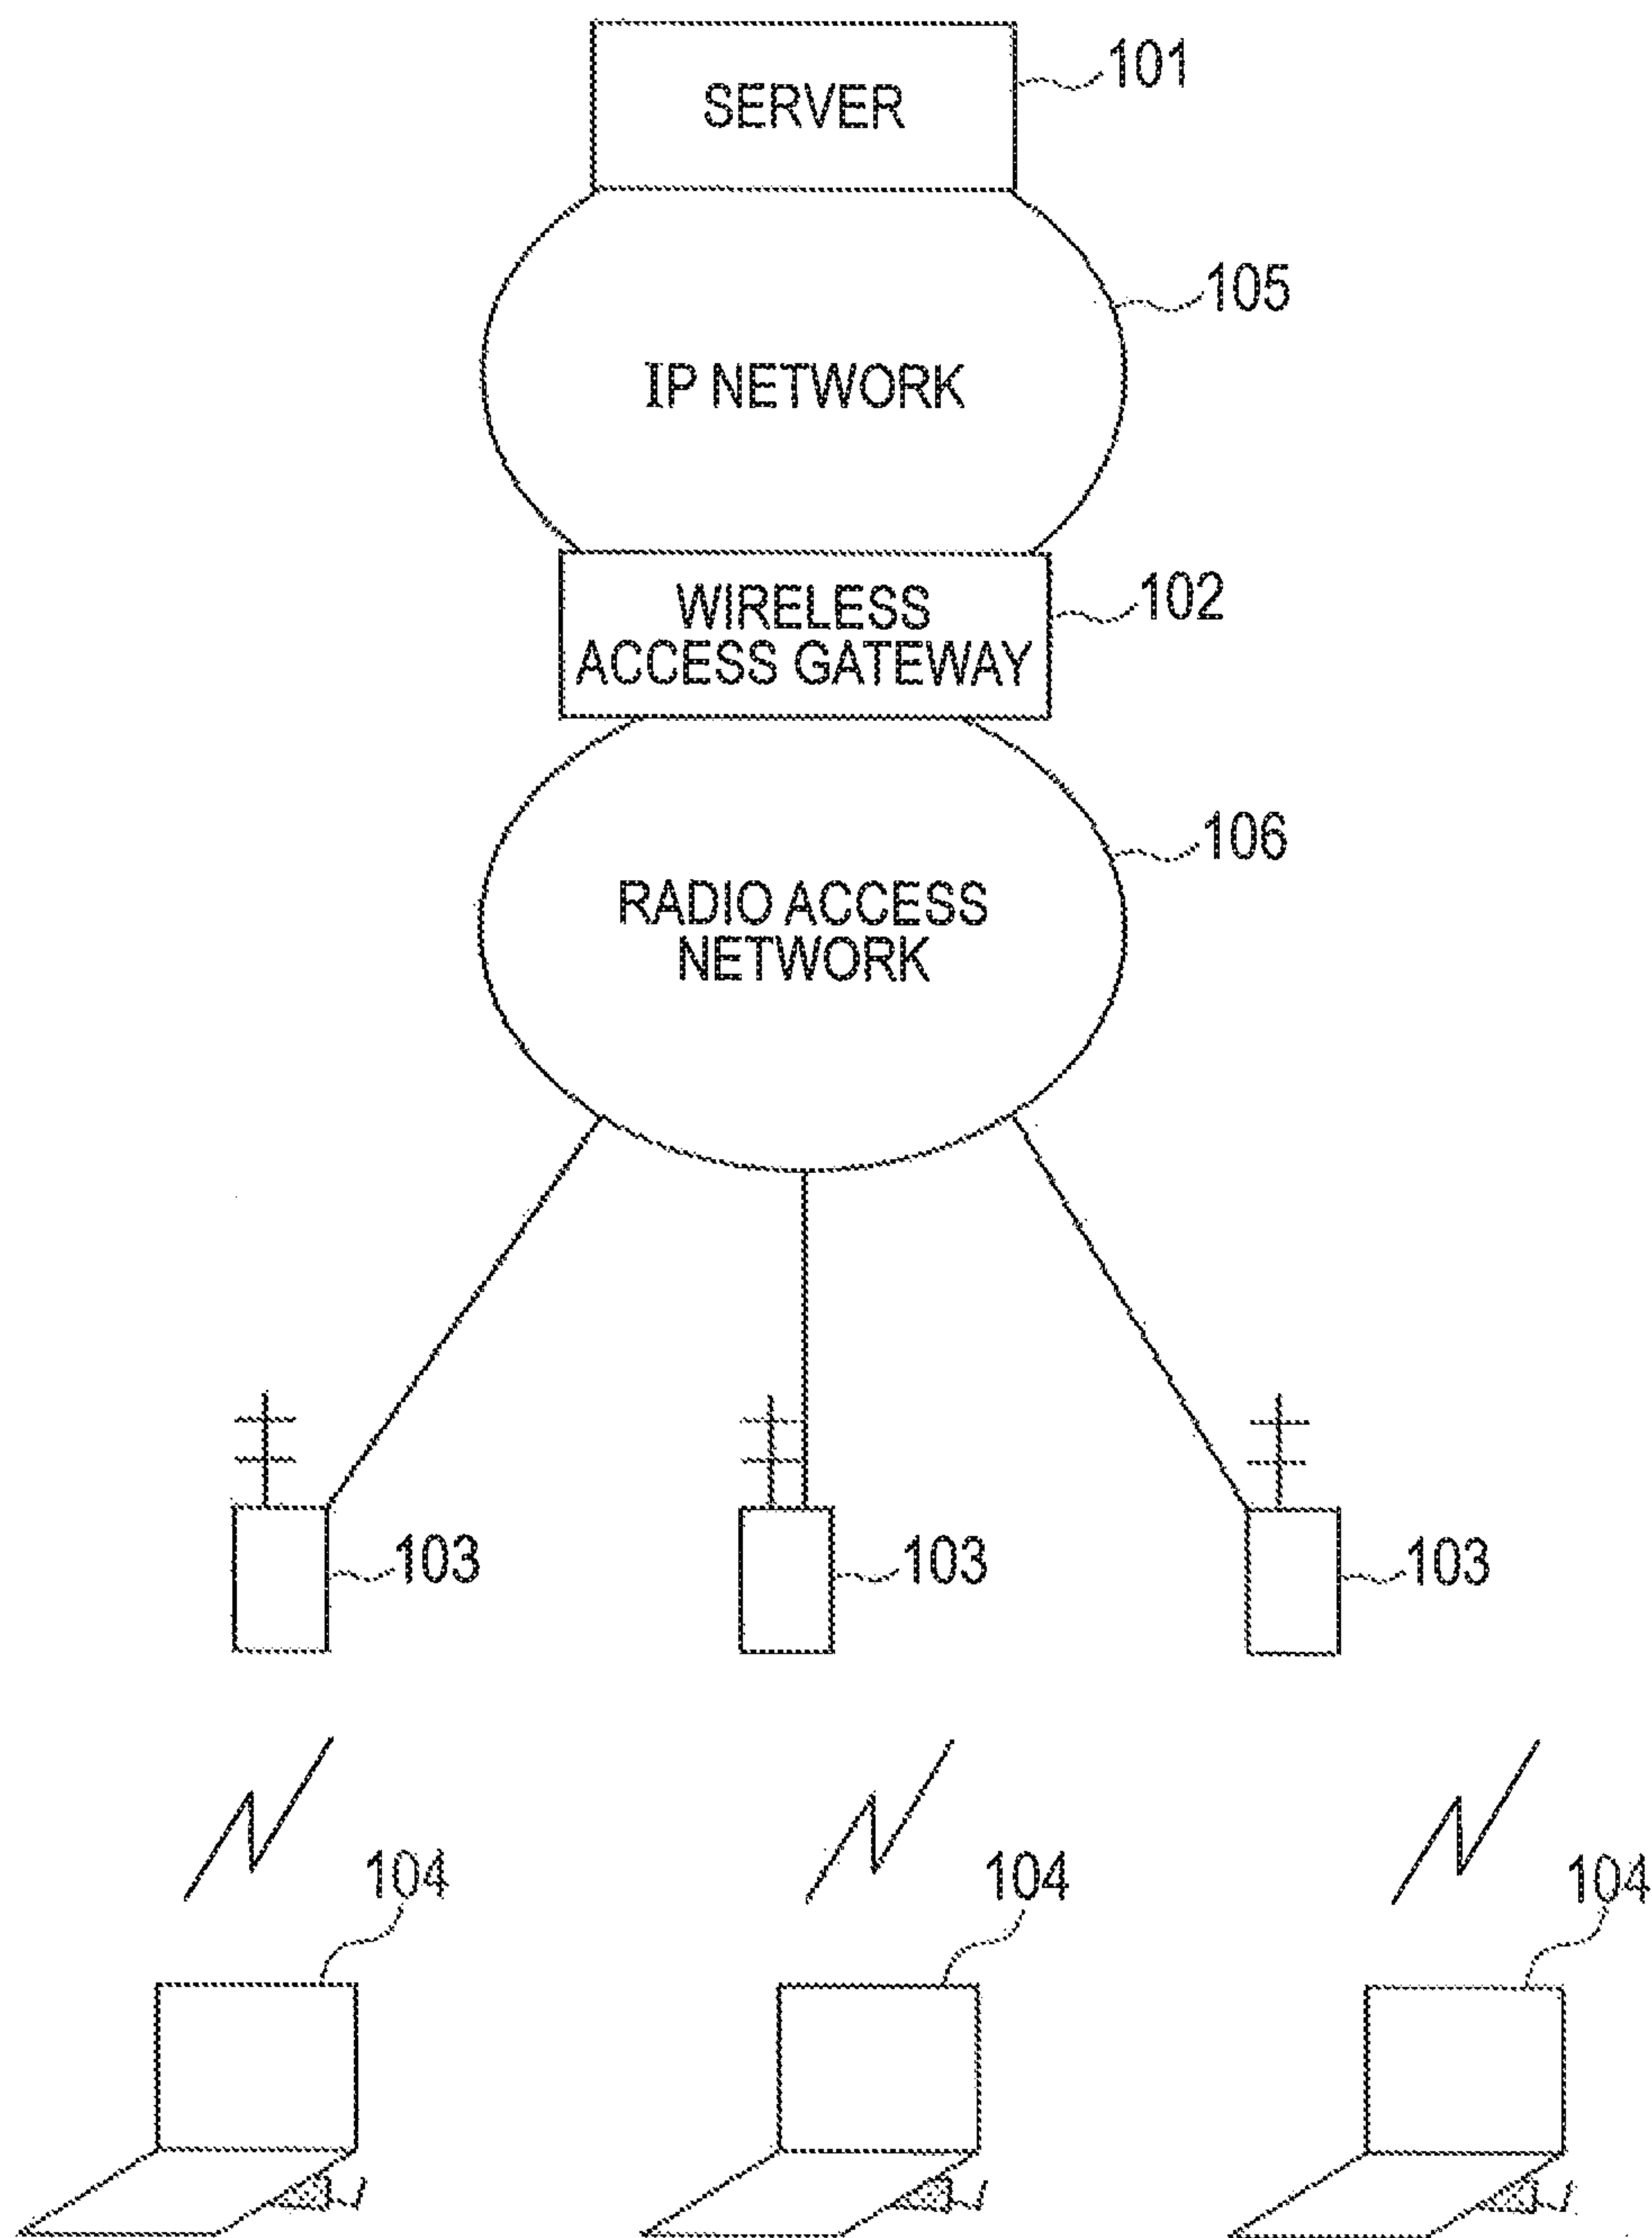 SERVER
101
IP NETWORK
105
WIRELESS
ACCESS GATEWAY
102
RADIO ACCESS
NETWORK
106
103
103
103
104
104
104